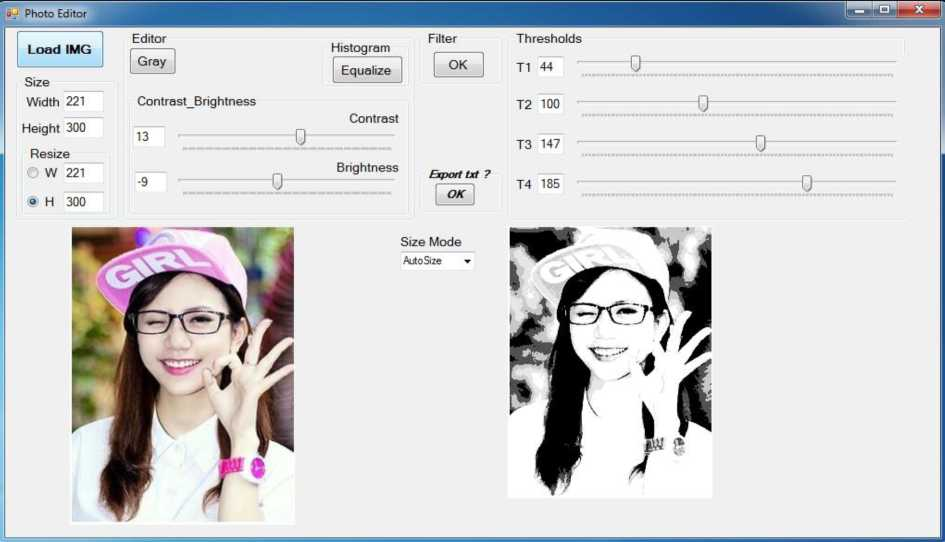 Photo Editor
Load IMG
Size
Width 221
Height 300
Resize
W 221
H 300
Editor
Gray
Histogram
Equalize
Contrast_Brightness
Contrast
13
Brightness
-9
Filter
OK
Export txt ?
OK
Thresholds
T1 44
T2 100
T3 147
T4 185
Size Mode
AutoSize
GIRL
GIRL